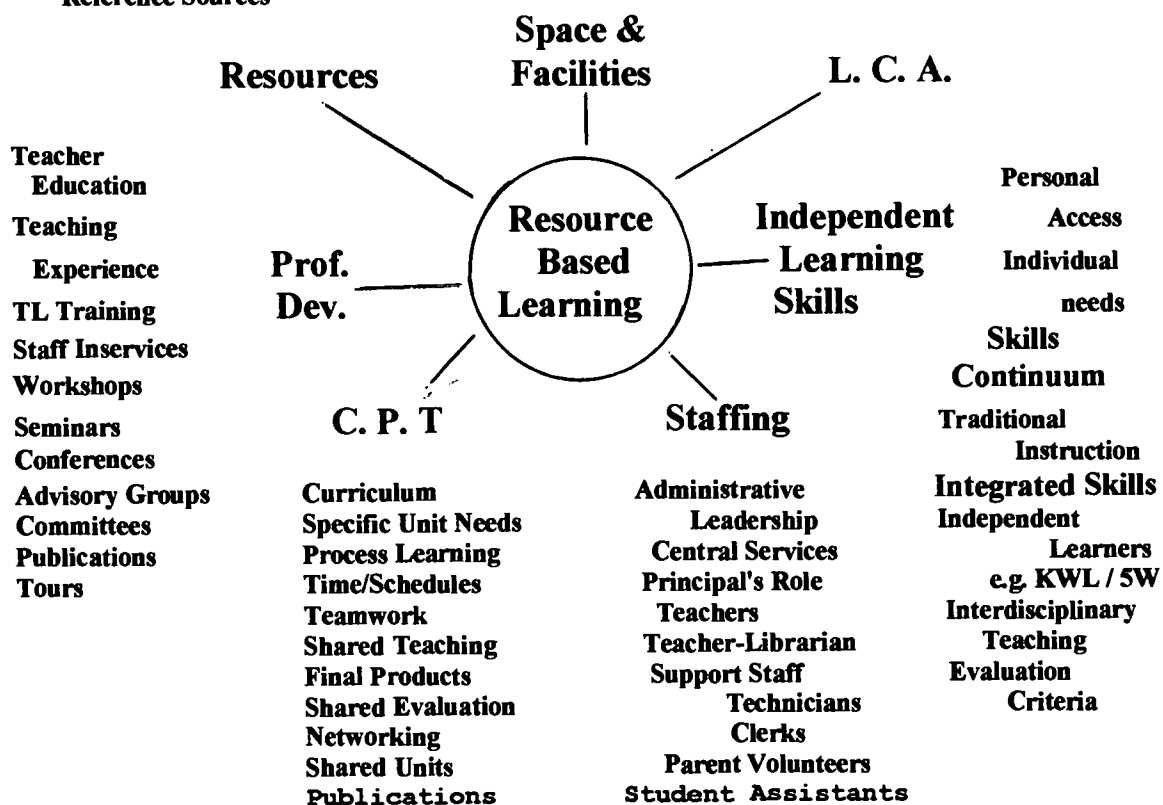 Reference Sources
Space &
Facilities
Resources
L. C. A.
Resource
Based
Learning
Prof.
Dev.
Independent
Learning
Skills
C. P. T
Staffing
Teacher
Education
Teaching
Experience
TL Training
Staff Inservices
Workshops
Seminars
Conferences
Advisory Groups
Committees
Publications
Tours
Curriculum
Specific Unit Needs
Process Learning
Time/Schedules
Teamwork
Shared Teaching
Final Products
Shared Evaluation
Networking
Shared Units
Publications
Administrative
Leadership
Central Services
Principal's Role
Teachers
Teacher-Librarian
Support Staff
Technicians
Clerks
Parent Volunteers
Student Assistants
Personal
Access
Individual
needs
Skills
Continuum
Traditional
Instruction
Integrated Skills
Independent
Learners
e.g. KWL / 5W
Interdisciplinary
Teaching
Evaluation
Criteria